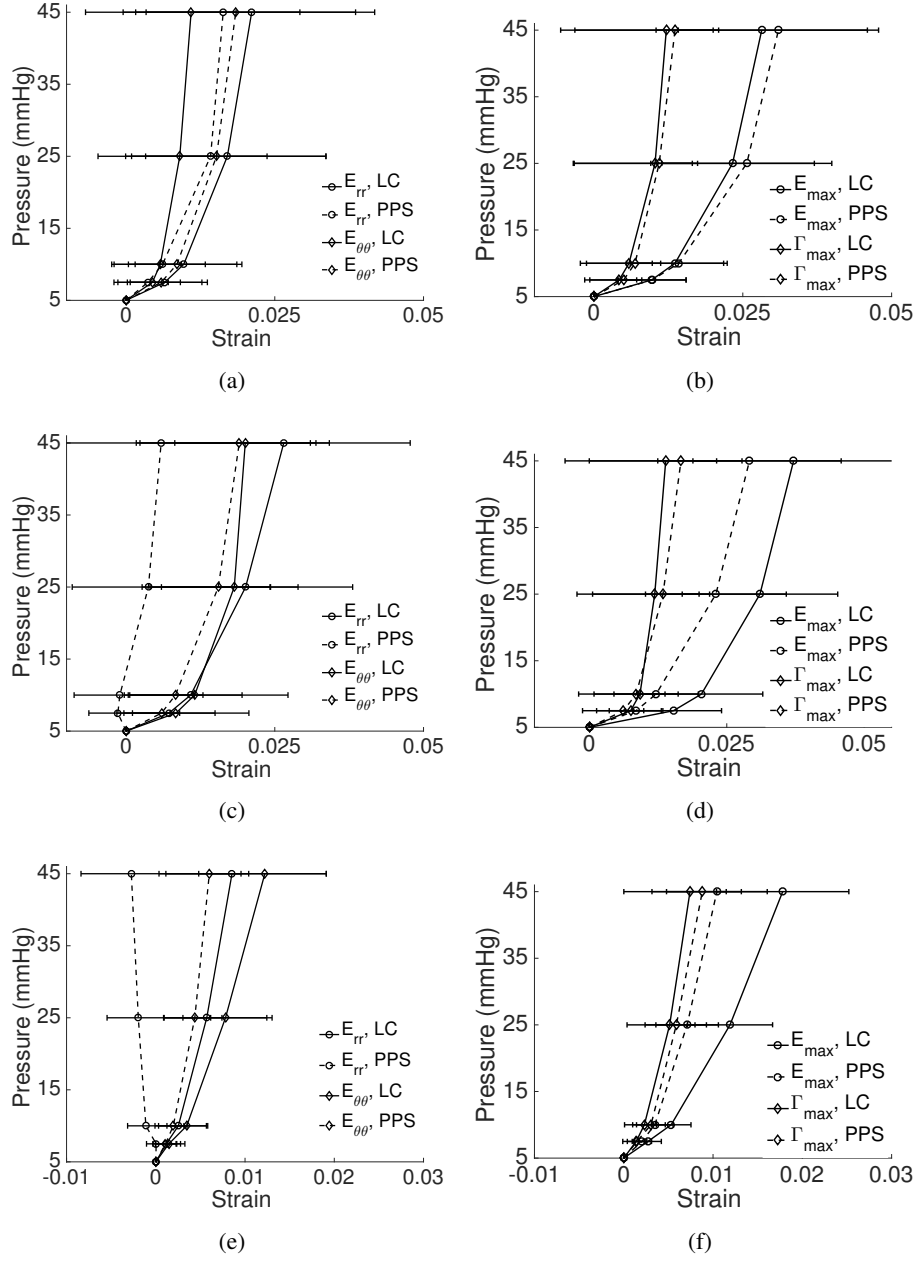 45
35
25
15
5
Pressure (mmHg)
0
0.025
0.05
Strain
E_rr, LC
E_rr, PPS
E_θθ, LC
E_θθ, PPS
(a)
45
35
25
15
5
Pressure (mmHg)
0
0.025
0.05
Strain
E_max, LC
E_max, PPS
Γ_max, LC
Γ_max, PPS
(b)
45
35
25
15
5
Pressure (mmHg)
0
0.025
0.05
Strain
E_rr, LC
E_rr, PPS
E_θθ, LC
E_θθ, PPS
(c)
45
35
25
15
5
Pressure (mmHg)
0
0.025
0.05
Strain
E_max, LC
E_max, PPS
Γ_max, LC
Γ_max, PPS
(d)
45
35
25
15
5
Pressure (mmHg)
-0.01
0
0.01
0.02
0.03
Strain
E_rr, LC
E_rr, PPS
E_θθ, LC
E_θθ, PPS
(e)
45
35
25
15
5
Pressure (mmHg)
-0.01
0
0.01
0.02
0.03
Strain
E_max, LC
E_max, PPS
Γ_max, LC
Γ_max, PPS
(f)